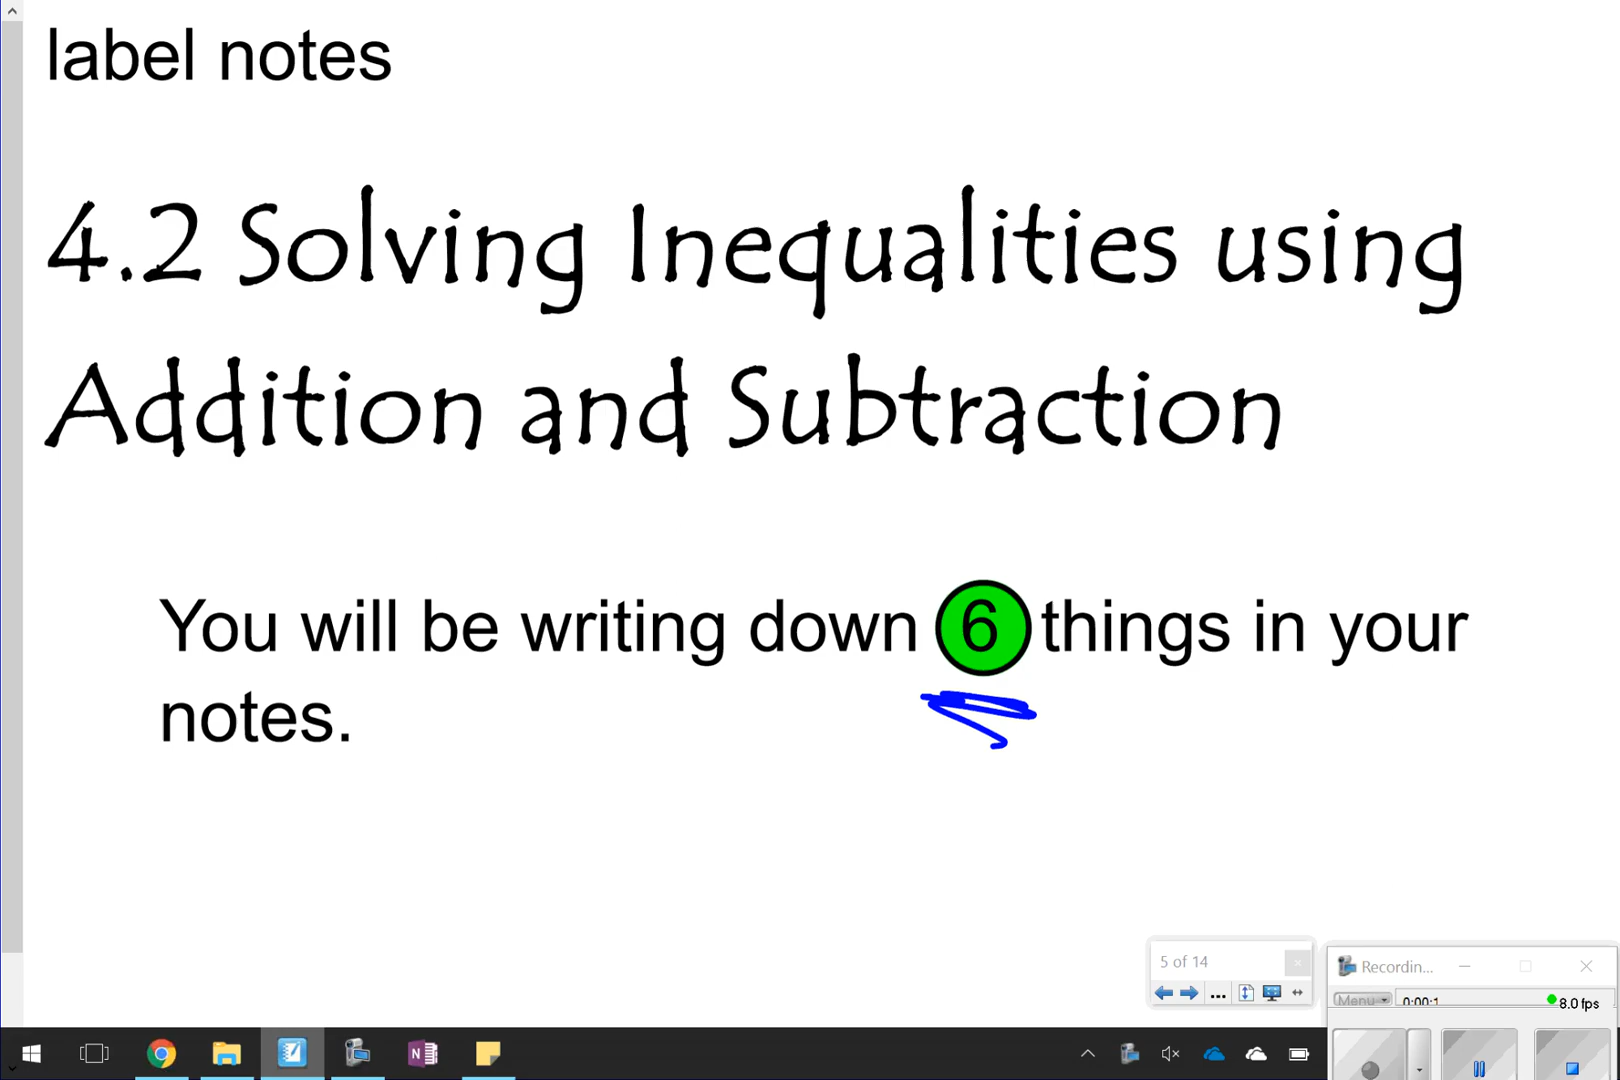 label notes
4.2 Solving Inequalities using
Addition and Subtraction
You will be writing down 6 things in your
notes.
5 of 14
Recordin...
Menu
0:00:1
8.0 fps